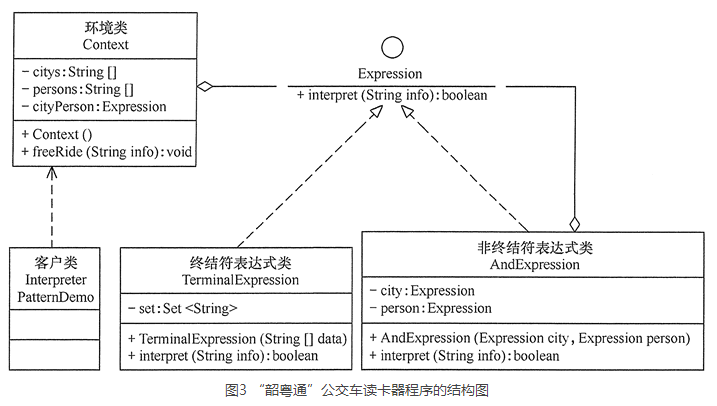 环境类
Context
- citys:String []
- persons:String []
- cityPerson:Expression
+ Context ()
+ freeRide (String info):void
Expression
+ interpret (String info):boolean
客户类
Interpreter
PatternDemo
终结符表达式类
TerminalExpression
- set:Set <String>
+ TerminalExpression (String [] data)
+ interpret (String info):boolean
非终结符表达式类
AndExpression
- city:Expression
- person:Expression
+ AndExpression (Expression city, Expression person)
+ interpret (String info):boolean
图3 “韶粤通”公交车读卡器程序的结构图